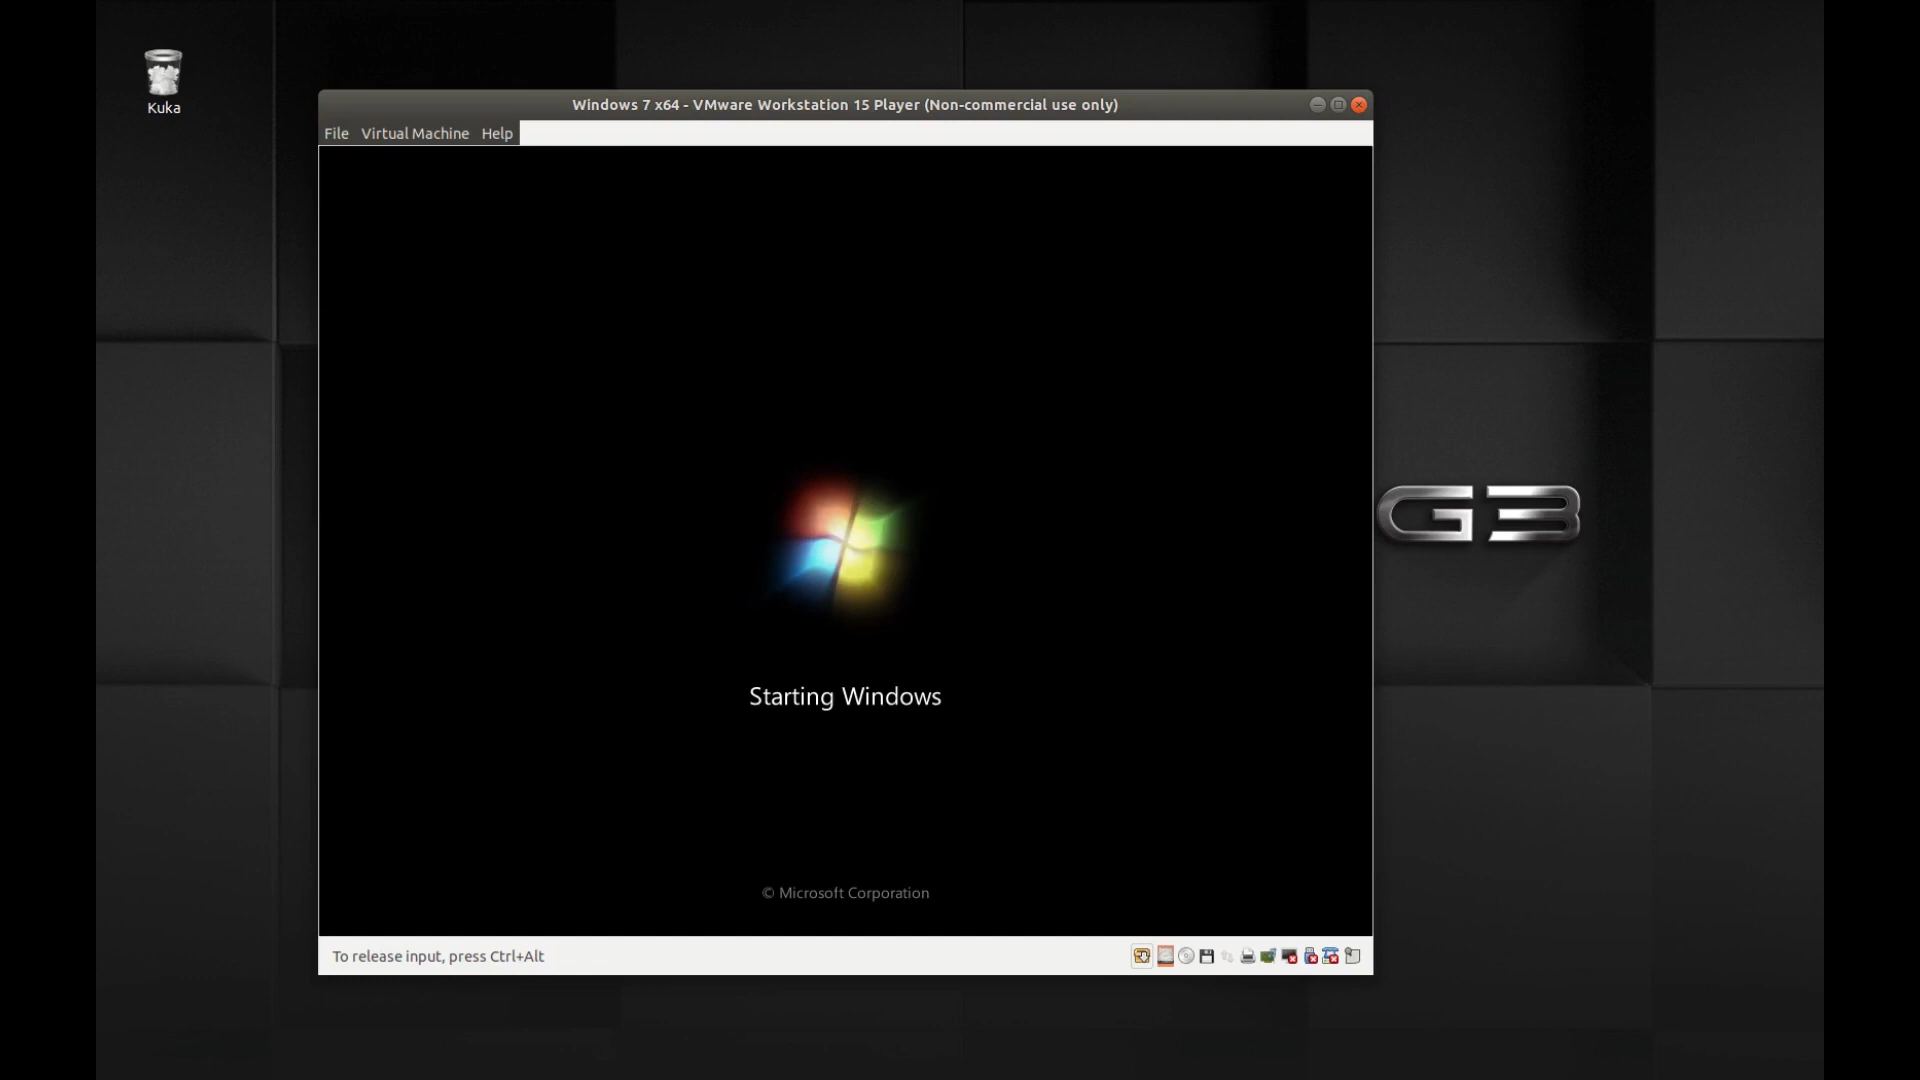 Kuka
Windows 7 x64 - VMware Workstation 15 Player (Non-commercial use only)
File Virtual Machine Help
G3
Starting Windows
© Microsoft Corporation
To release input, press Ctrl+Alt